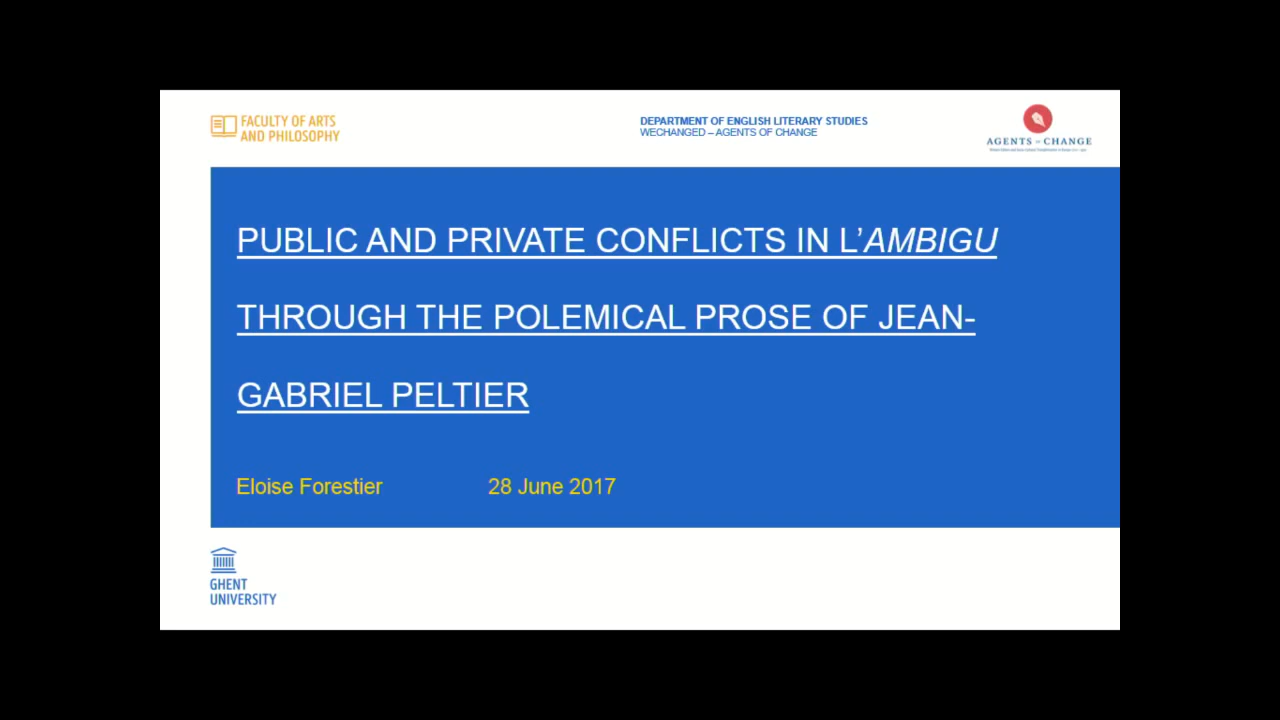 FACULTY OF ARTS
AND PHILOSOPHY
DEPARTMENT OF ENGLISH LITERARY STUDIES
WECHANGED – AGENTS OF CHANGE
AGENTS OF CHANGE
PUBLIC AND PRIVATE CONFLICTS IN L’AMBIGU
THROUGH THE POLEMICAL PROSE OF JEAN-
GABRIEL PELTIER
Eloise Forestier 28 June 2017
GHENT
UNIVERSITY